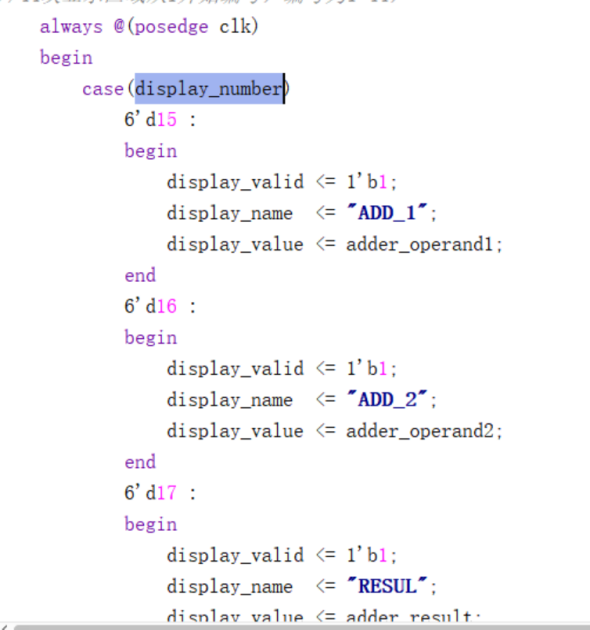 always @(posedge clk)
begin
case(display_number)
6'd15 :
begin
display_valid <= 1'b1;
display_name <= "ADD_1";
display_value <= adder_operand1;
end
6'd16 :
begin
display_valid <= 1'b1;
display_name <= "ADD_2";
display_value <= adder_operand2;
end
6'd17 :
begin
display_valid <= 1'b1;
display_name <= "RESUL";
display_value <= adder_result;